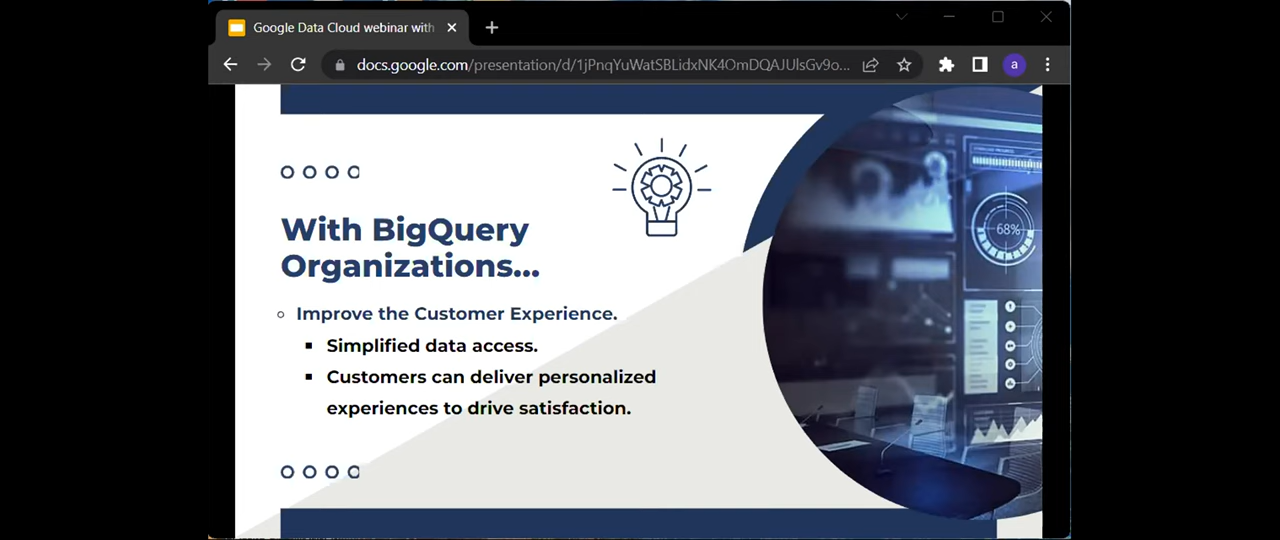 Google Data Cloud webinar with
docs.google.com/presentation/d/1jPnqYuWatSBLidxNK4OmDQAJUlsGv9o...
a
With BigQuery
Organizations...
Improve the Customer Experience.
Simplified data access.
Customers can deliver personalized
experiences to drive satisfaction.
68%